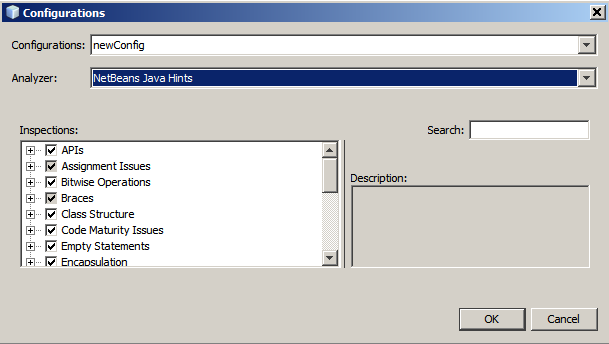 Configurations
Configurations: newConfig
Analyzer: NetBeans Java Hints
Inspections:
Search:
APIs
Assignment Issues
Bitwise Operations
Braces
Class Structure
Code Maturity Issues
Empty Statements
Encapsulation
Description:
OK
Cancel